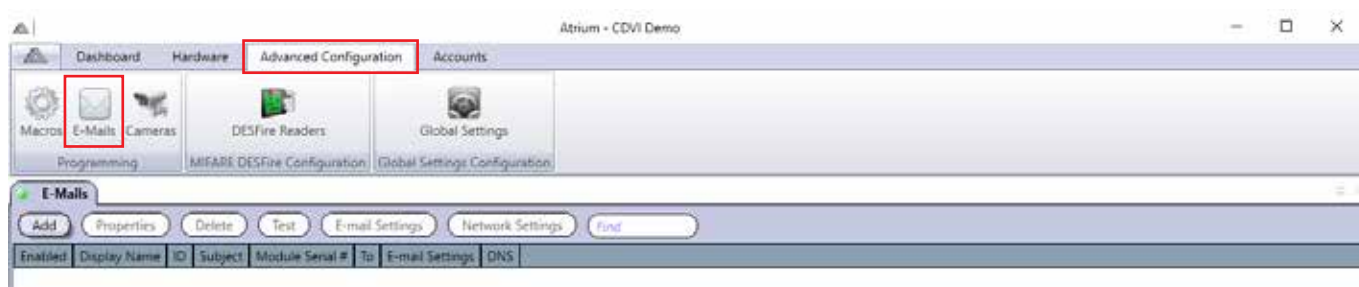 Atrium - CDVI Demo
Dashboard Hardware Advanced Configuration Accounts
Macros E-Mails Cameras DESFire Readers Global Settings
Programming MIFARE DESFire Configuration Global Settings Configuration
E-Mails
Add Properties Delete Test E-mail Settings Network Settings Find
Enabled Display Name ID Subject Module Serial # To E-mail Settings DNS